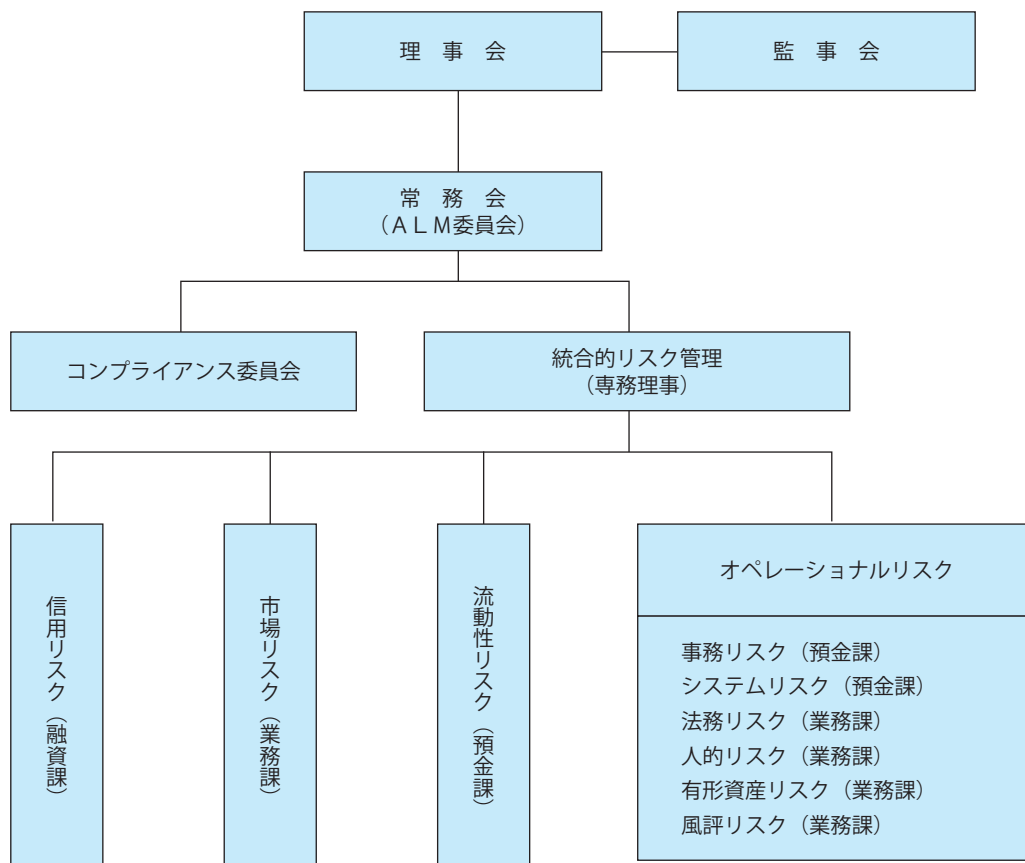 理　事　会
監　事　会
常　務　会
（ＡＬＭ委員会）
コンプライアンス委員会
統合的リスク管理
（専務理事）
信用リスク（融資課）
市場リスク（業務課）
流動性リスク（預金課）
オペレーショナルリスク
事務リスク（預金課）
システムリスク（預金課）
法務リスク（業務課）
人的リスク（業務課）
有形資産リスク（業務課）
風評リスク（業務課）